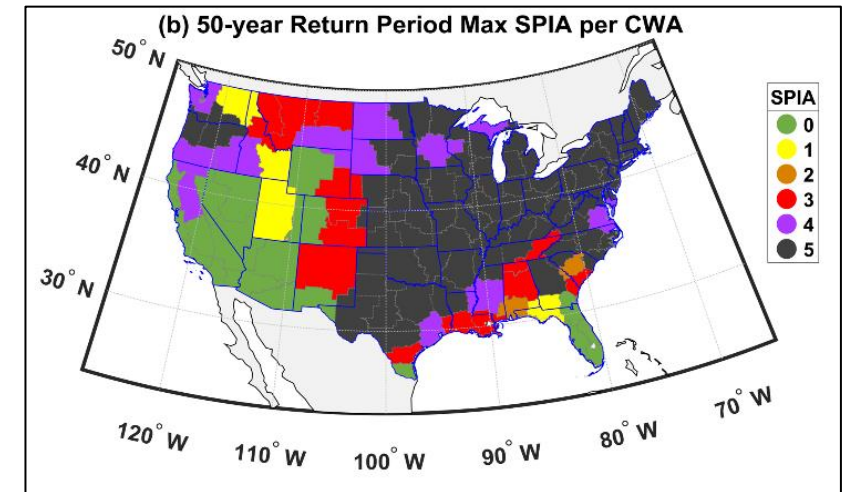 (b) 50-year Return Period Max SPIA per CWA
50° N
40° N
30° N
120° W
110° W
100° W
90° W
80° W
70° W
SPIA
0
1
2
3
4
5